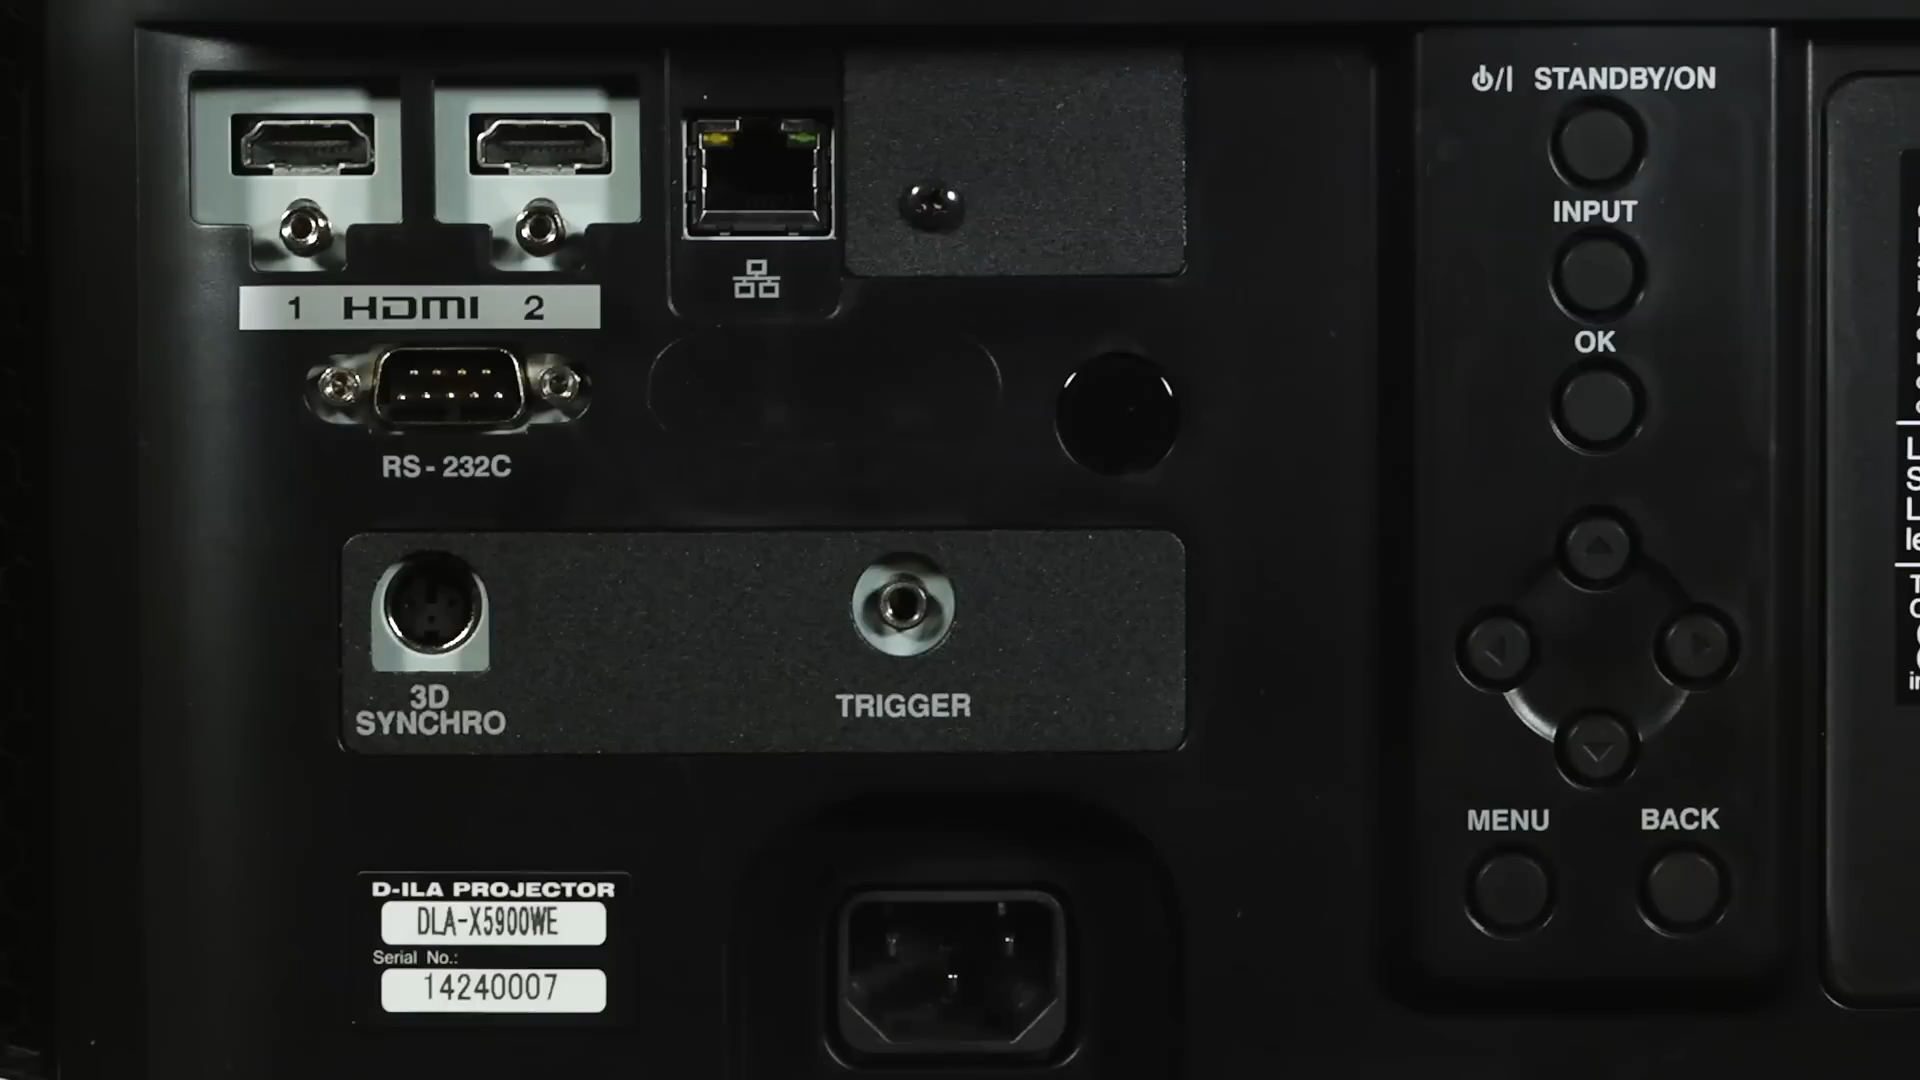 ⏻/| STANDBY/ON
INPUT
OK
1 HDMI 2
RS-232C
3D
SYNCHRO
TRIGGER
MENU
BACK
D-ILA PROJECTOR
DLA-X5900WE
Serial No.:
14240007